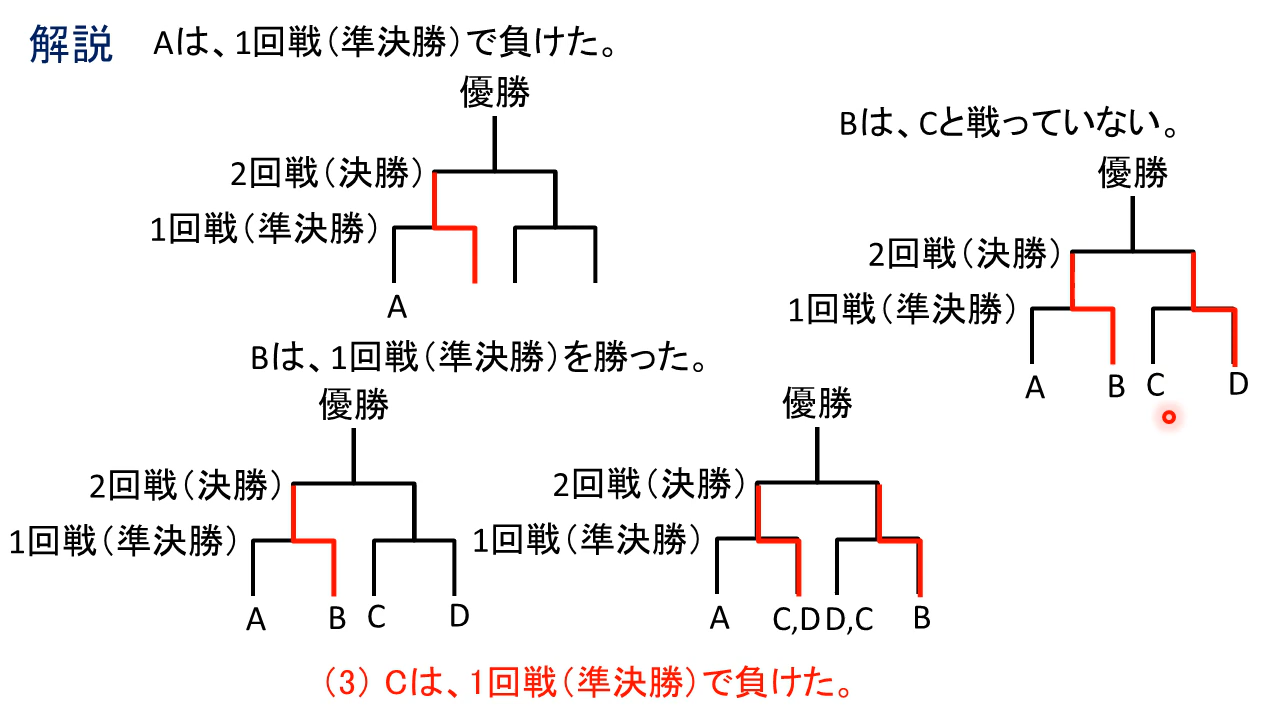 解説 Aは、1回戦（準決勝）で負けた。
優勝
2回戦（決勝）
1回戦（準決勝）
A
Bは、Cと戦っていない。
優勝
2回戦（決勝）
1回戦（準決勝）
A B C D
Bは、1回戦（準決勝）を勝った。
優勝
2回戦（決勝）
1回戦（準決勝）
A B C D
優勝
2回戦（決勝）
1回戦（準決勝）
A C,D D,C B
（3）Cは、1回戦（準決勝）で負けた。